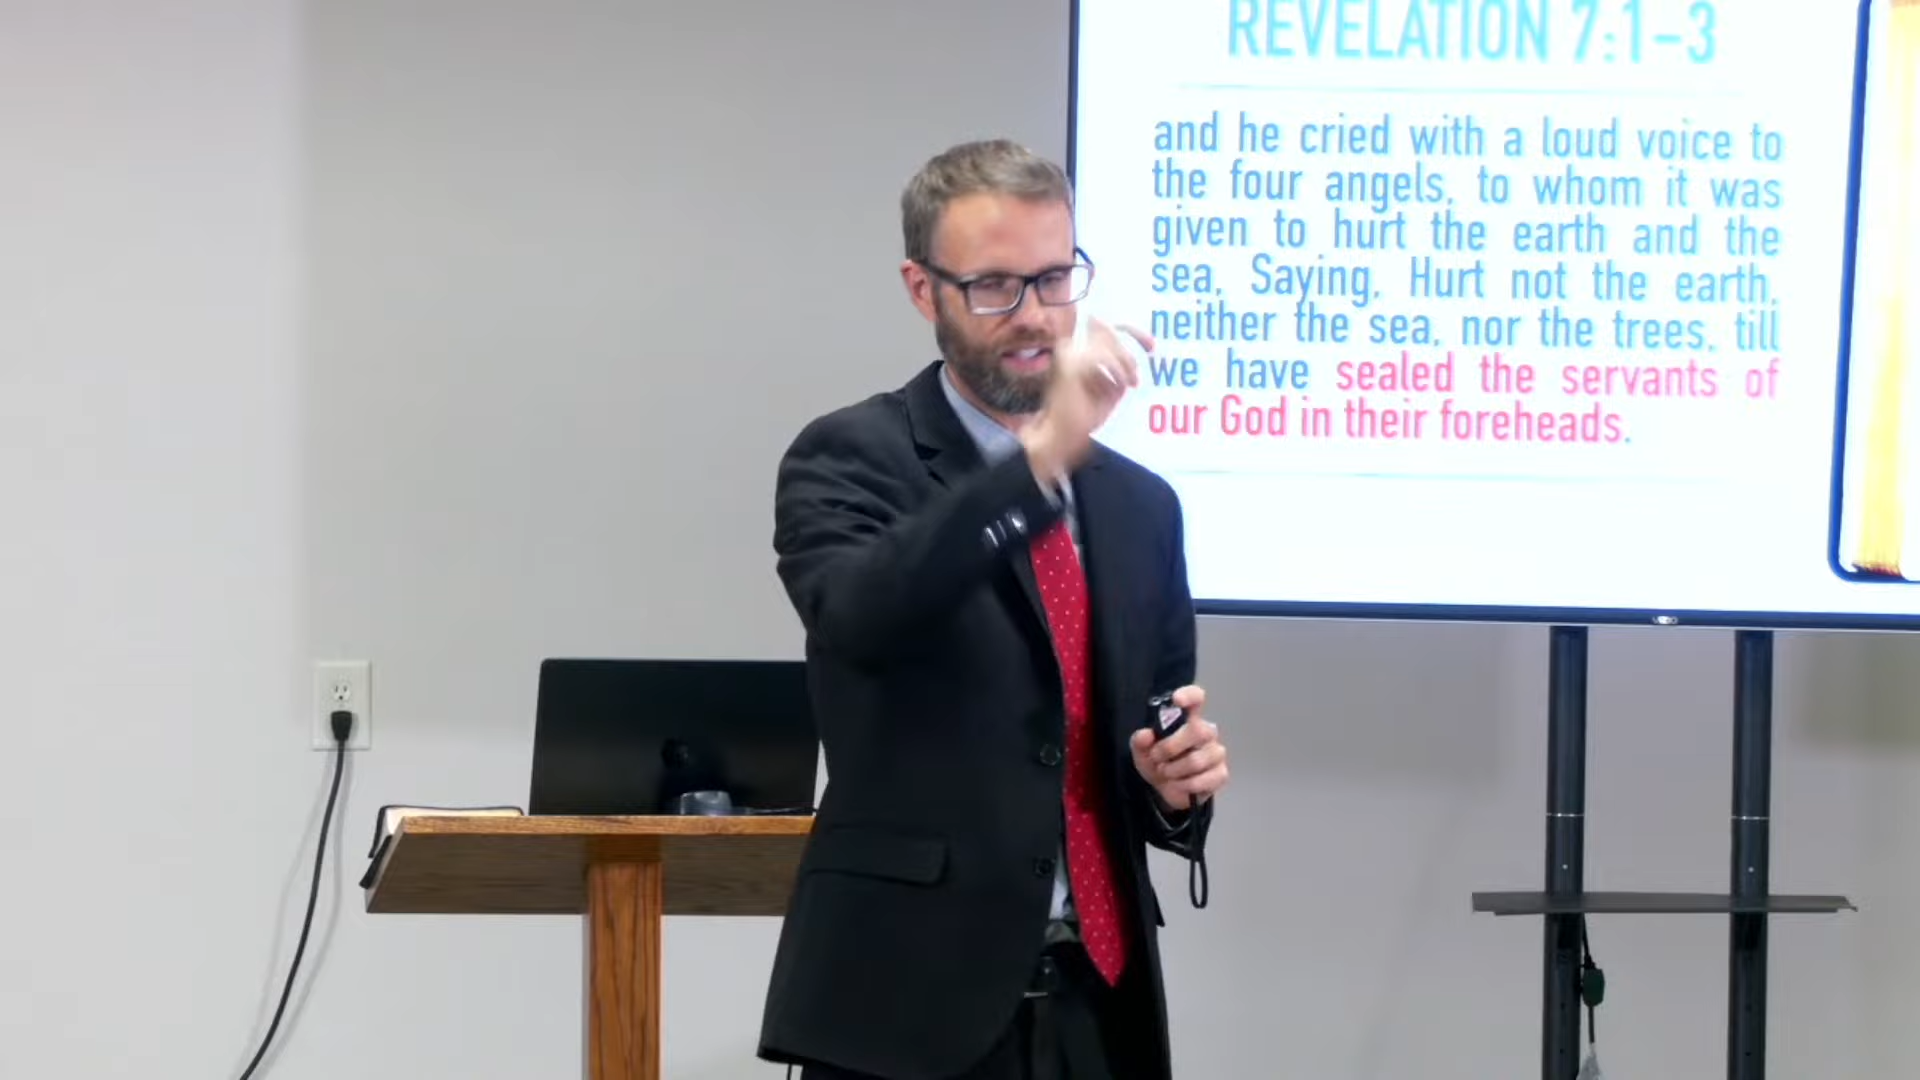 REVELATION 7:1-3
and he cried with a loud voice to
the four angels, to whom it was
given to hurt the earth and the
sea, Saying, Hurt not the earth,
neither the sea, nor the trees, till
we have sealed the servants of
our God in their foreheads.